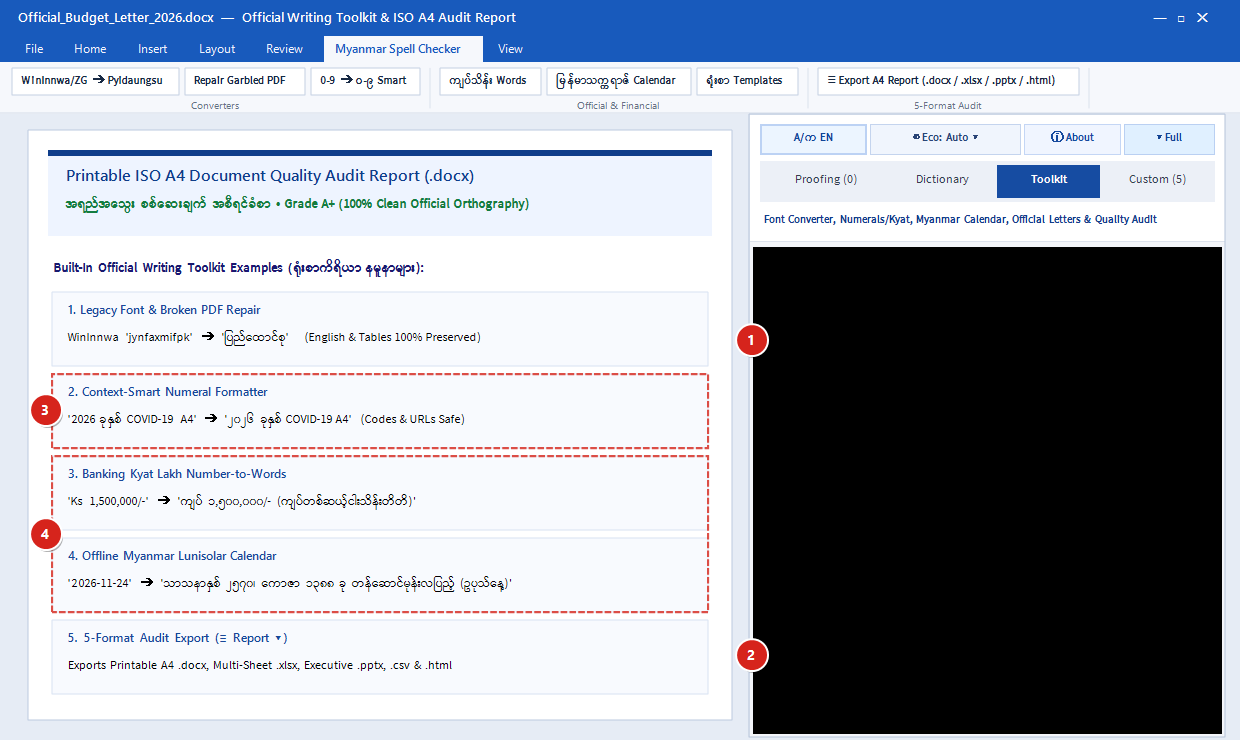 Official_Budget_Letter_2026.docx — Official Writing Toolkit & ISO A4 Audit Report
File Home Insert Layout Review Myanmar Spell Checker View
WinInnwa/ZG ➔ Pyidaungsu Repair Garbled PDF 0-9 ➔ ၀-၉ Smart ကျပ်သိန်း Words မြန်မာသက္ကရာဇ် Calendar ရုံးစာ Templates ☰ Export A4 Report (.docx / .xlsx / .pptx / .html)
Converters Official & Financial 5-Format Audit
Printable ISO A4 Document Quality Audit Report (.docx)
အရည်အသွေး စစ်ဆေးချက် အစီရင်ခံစာ • Grade A+ (100% Clean Official Orthography)
Built-In Official Writing Toolkit Examples (ရုံးစာကိရိယာ နမူနာများ):
1. Legacy Font & Broken PDF Repair
WinInnwa 'jynfaxmifpk' ➔ 'ပြည်ထောင်စု' (English & Tables 100% Preserved)
2. Context-Smart Numeral Formatter
'2026 ခုနှစ် COVID-19 A4' ➔ '၂၀၂၆ ခုနှစ် COVID-19 A4' (Codes & URLs Safe)
3
3. Banking Kyat Lakh Number-to-Words
'Ks 1,500,000/-' ➔ 'ကျပ် ၁,၅၀၀,၀၀၀/- (ကျပ်တစ်ဆယ့်ငါးသိန်းတိတိ)'
4
4. Offline Myanmar Lunisolar Calendar
'2026-11-24' ➔ 'သာသနာနှစ် ၂၅၇၀၊ ကောဇာ ၁၃၈၈ ခု တန်ဆောင်မုန်းလပြည့် (ဥပုသ်နေ့)'
5. 5-Format Audit Export (☰ Report ▾)
Exports Printable A4 .docx, Multi-Sheet .xlsx, Executive .pptx, .csv & .html
A/က EN Eco: Auto ▾ ⓘ About ▾ Full
Proofing (0) Dictionary Toolkit Custom (5)
Font Converter, Numerals/Kyat, Myanmar Calendar, Official Letters & Quality Audit
1
2